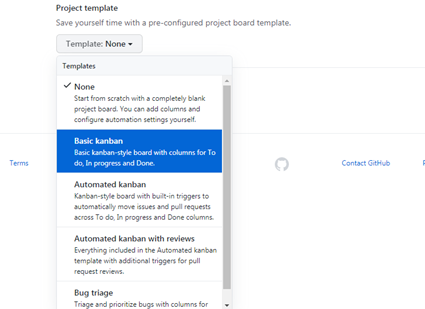 Project template
Save yourself time with a pre-configured project board template.
Template: None
Templates
None
Start from scratch with a completely blank
project board. You can add columns and
configure automation settings yourself.
Basic kanban
Basic kanban-style board with columns for To
do, In progress and Done.
Automated kanban
Kanban-style board with built-in triggers to
automatically move issues and pull requests
across To do, In progress and Done columns.
Automated kanban with reviews
Everything included in the Automated kanban
template with additional triggers for pull
request reviews.
Bug triage
Triage and prioritize bugs with columns for
Terms
Contact GitHub